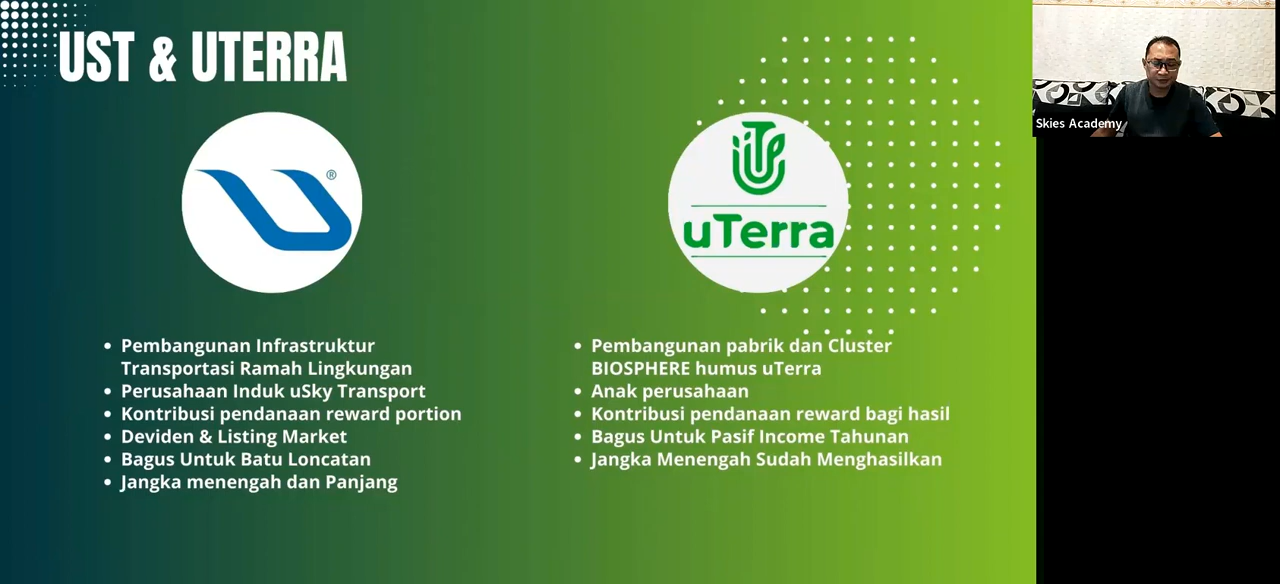 UST & UTERRA
Skies Academy
®
uTerra
Pembangunan Infrastruktur
Transportasi Ramah Lingkungan
Perusahaan Induk uSky Transport
Kontribusi pendanaan reward portion
Deviden & Listing Market
Bagus Untuk Batu Loncatan
Jangka menengah dan Panjang
Pembangunan pabrik dan Cluster
BIOSPHERE humus uTerra
Anak perusahaan
Kontribusi pendanaan reward bagi hasil
Bagus Untuk Pasif Income Tahunan
Jangka Menengah Sudah Menghasilkan